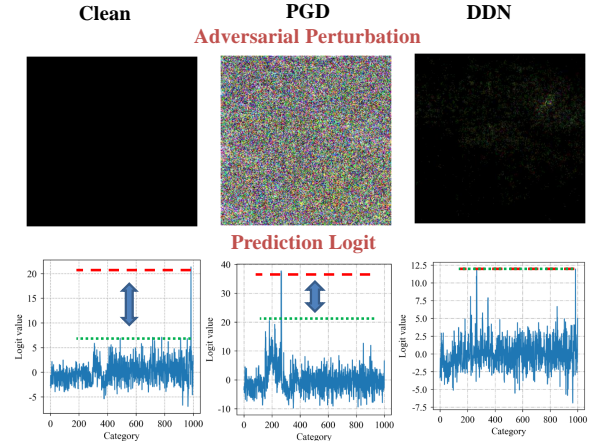 Clean PGD DDN
Adversarial Perturbation
Prediction Logit
Logit value
20
15
10
5
0
-5
0 200 400 600 800 1000
Category
Logit value
40
30
20
10
0
-10
0 200 400 600 800 1000
Category
Logit value
12.5
10.0
7.5
5.0
2.5
0.0
-2.5
-5.0
-7.5
0 200 400 600 800 1000
Category